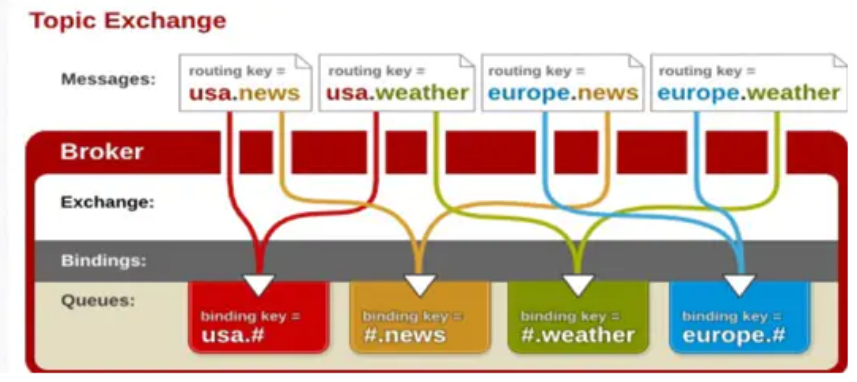 Topic Exchange
Messages:
routing key =
usa.news
routing key =
usa.weather
routing key =
europe.news
routing key =
europe.weather
Broker
Exchange:
Bindings:
Queues:
binding key =
usa.#
binding key =
#.news
binding key =
#.weather
binding key =
europe.#